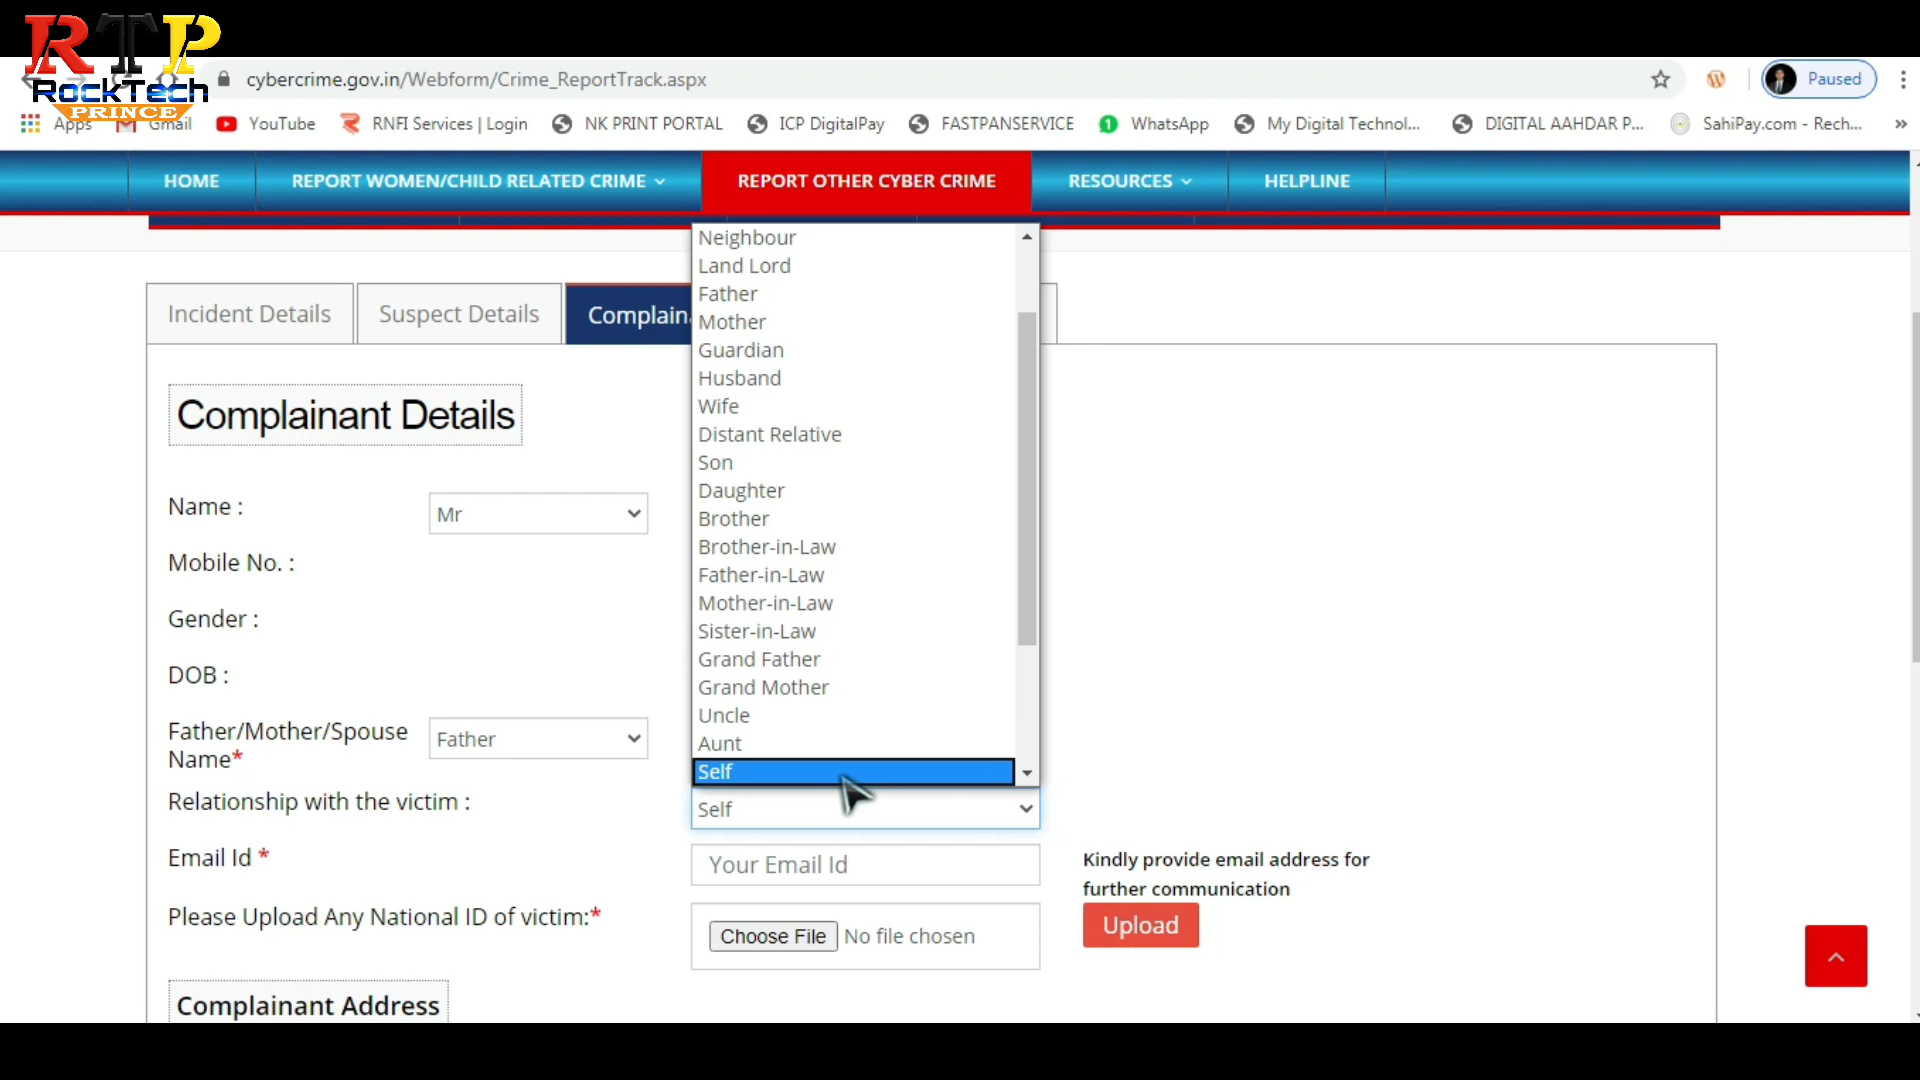 RTP
RockTech
PRINCE
cybercrime.gov.in/Webform/Crime_ReportTrack.aspx
Paused
Apps Gmail YouTube RNFI Services | Login NK PRINT PORTAL ICP DigitalPay FASTPANSERVICE WhatsApp My Digital Technol... DIGITAL AAHDAR P... SahiPay.com - Rech... »
HOME REPORT WOMEN/CHILD RELATED CRIME REPORT OTHER CYBER CRIME RESOURCES HELPLINE
Incident Details Suspect Details Complain
Neighbour
Land Lord
Father
Mother
Guardian
Husband
Wife
Distant Relative
Son
Daughter
Brother
Brother-in-Law
Father-in-Law
Mother-in-Law
Sister-in-Law
Grand Father
Grand Mother
Uncle
Aunt
Self
Complainant Details
Name : Mr
Mobile No. :
Gender :
DOB :
Father/Mother/Spouse
Name* Father
Relationship with the victim : Self
Email Id * Your Email Id
Kindly provide email address for
further communication
Please Upload Any National ID of victim:* Choose File No file chosen Upload
Complainant Address